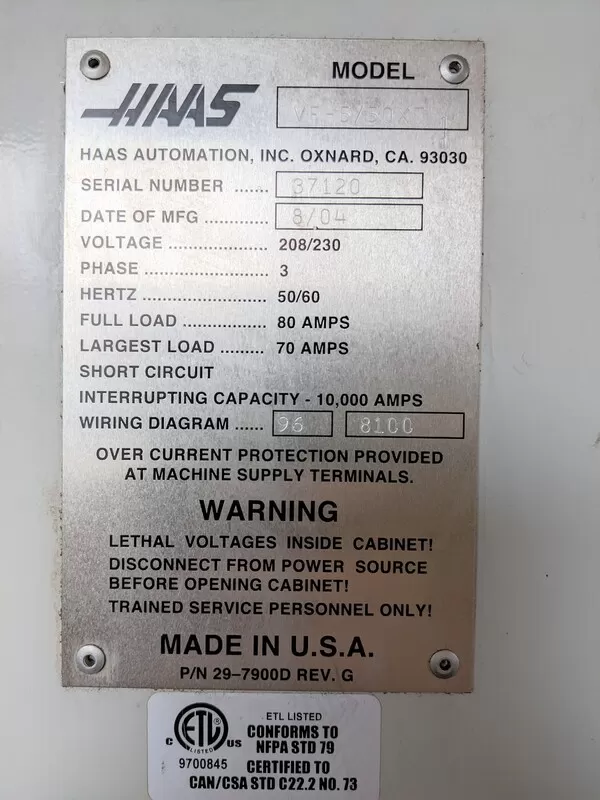 MODEL
HAAS VF-5/50XT
HAAS AUTOMATION, INC. OXNARD, CA. 93030
SERIAL NUMBER ...... 37120
DATE OF MFG ............ 8/04
VOLTAGE ................... 208/230
PHASE ........................ 3
HERTZ ........................ 50/60
FULL LOAD ................. 80 AMPS
LARGEST LOAD ......... 70 AMPS
SHORT CIRCUIT
INTERRUPTING CAPACITY - 10,000 AMPS
WIRING DIAGRAM ...... 96 8100
OVER CURRENT PROTECTION PROVIDED
AT MACHINE SUPPLY TERMINALS.
WARNING
LETHAL VOLTAGES INSIDE CABINET!
DISCONNECT FROM POWER SOURCE
BEFORE OPENING CABINET!
TRAINED SERVICE PERSONNEL ONLY!
MADE IN U.S.A.
P/N 29-7900D REV. G
ETL LISTED
CONFORMS TO
NFPA STD 79
C ETL US
LISTED
9700845
CERTIFIED TO
CAN/CSA STD C22.2 NO. 73